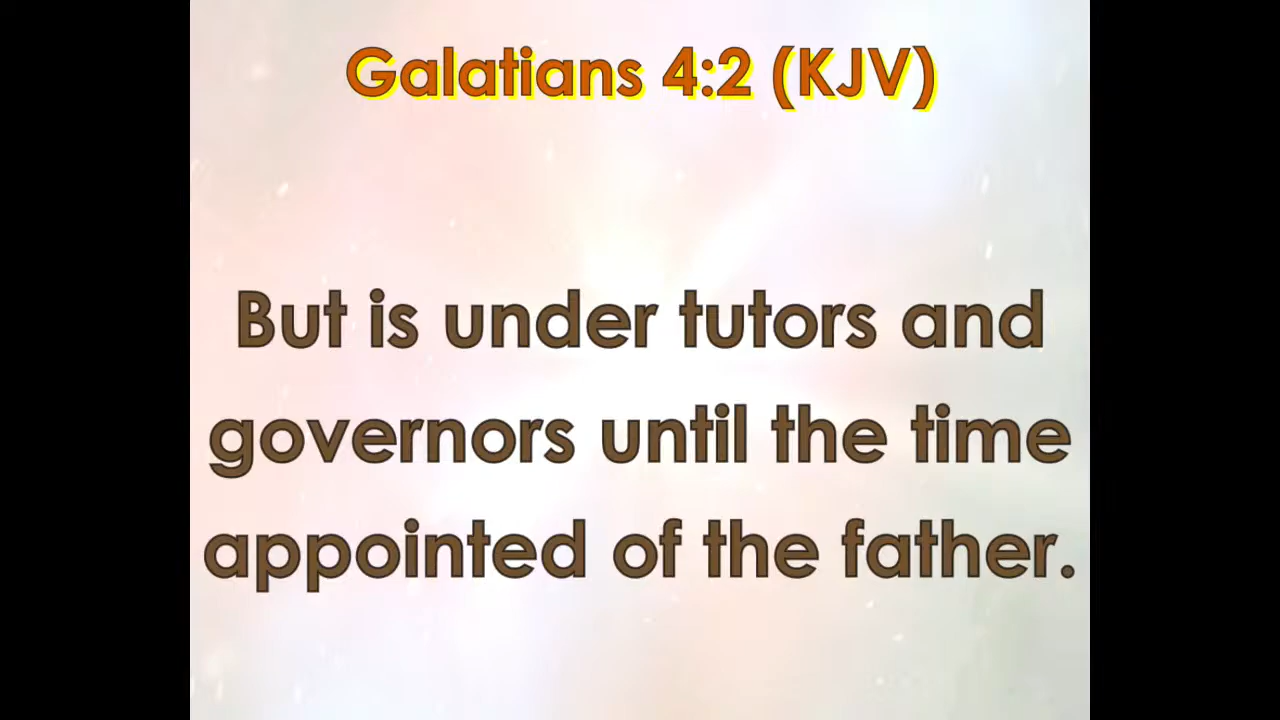 Galatians 4:2 (KJV)
But is under tutors and
governors until the time
appointed of the father.